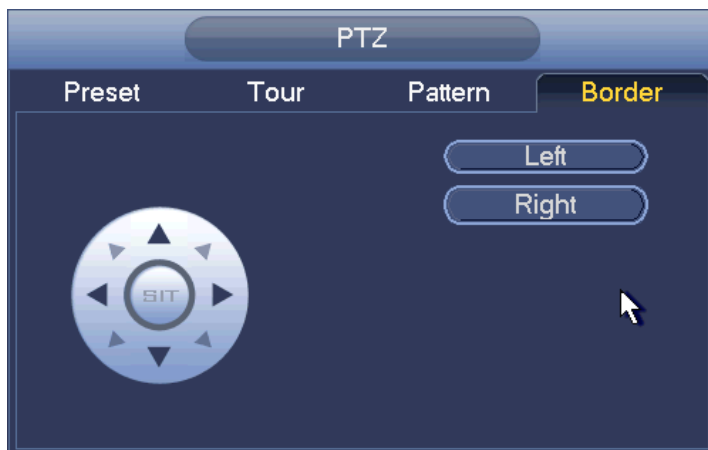 PTZ
Preset Tour Pattern Border
Left
Right
SIT